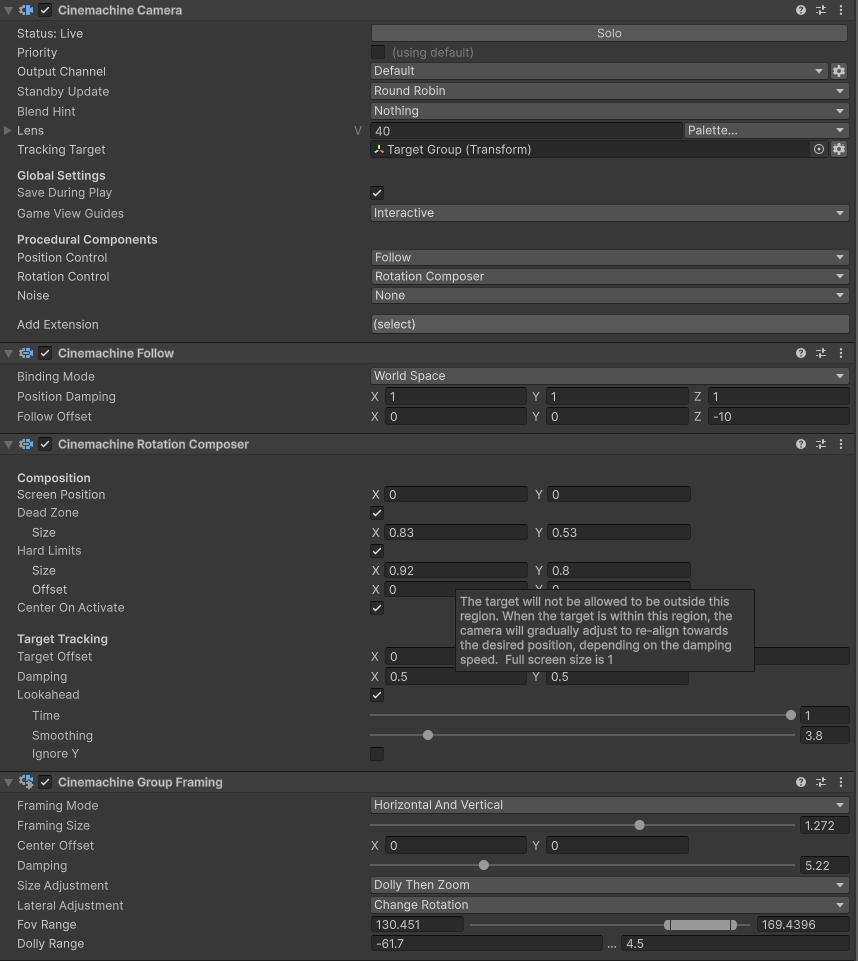 Cinemachine Camera
Status: Live Solo
Priority (using default)
Output Channel Default
Standby Update Round Robin
Blend Hint Nothing
Lens V 40 Palette...
Tracking Target Target Group (Transform)
Global Settings
Save During Play
Game View Guides Interactive
Procedural Components
Position Control Follow
Rotation Control Rotation Composer
Noise None
Add Extension (select)
Cinemachine Follow
Binding Mode World Space
Position Damping X 1 Y 1 Z 1
Follow Offset X 0 Y 0 Z -10
Cinemachine Rotation Composer
Composition
Screen Position X 0 Y 0
Dead Zone
Size X 0.83 Y 0.53
Hard Limits
Size X 0.92 Y 0.8
Offset X 0
Center On Activate
The target will not be allowed to be outside this
region. When the target is within this region, the
camera will gradually adjust to re-align towards
the desired position, depending on the damping
speed.  Full screen size is 1
Target Tracking
Target Offset X 0
Damping X 0.5 Y 0.5
Lookahead
Time 1
Smoothing 3.8
Ignore Y
Cinemachine Group Framing
Framing Mode Horizontal And Vertical
Framing Size 1.272
Center Offset X 0 Y 0
Damping 5.22
Size Adjustment Dolly Then Zoom
Lateral Adjustment Change Rotation
Fov Range 130.451 169.4396
Dolly Range -61.7 ... 4.5